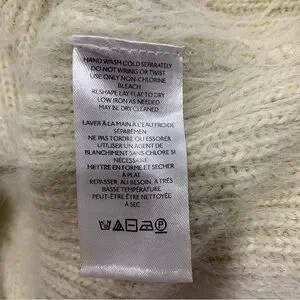 HAND WASH COLD SEPARATELY
DO NOT WRING OR TWIST
USE ONLY NON-CHLORINE
BLEACH
RESHAPE LAY FLAT TO DRY
LOW IRON AS NEEDED
MAY BE DRY CLEANED
LAVER À LA MAIN À L'EAU FROIDE
SÉPARÉMEN
NE PAS TORDRE OU ESSORER
UTILISER UN AGENT DE
BLANCHIMENT SANS CHLORE SI
NÉCESSAIRE
METTRE EN FORME ET SECHER
À PLAT
REPASSER, AU BESOIN, À TRÈS
BASSE TEMPÉRATURE
PEUT-ÊTRE ÊTRE NETTOYÉ
À SEC
P